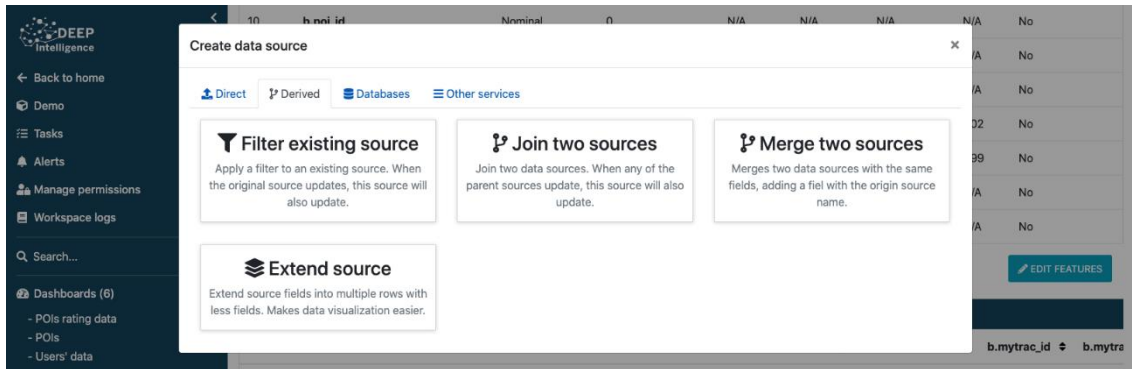 DEEP
Intelligence
Back to home
Demo
Tasks
Alerts
Manage permissions
Workspace logs
Search...
Dashboards (6)
- POIs rating data
- POIs
- Users' data
10 b.poi_id Nominal 0 N/A N/A N/A N/A No
Create data source ×
Direct Derived Databases Other services
Filter existing source
Apply a filter to an existing source. When
the original source updates, this source will
also update.
Join two sources
Join two data sources. When any of the
parent sources update, this source will also
update.
Merge two sources
Merges two data sources with the same
fields, adding a fiel with the origin source
name.
Extend source
Extend source fields into multiple rows with
less fields. Makes data visualization easier.
/A No
/A No
02 No
99 No
/A No
/A No
EDIT FEATURES
b.mytrac_id b.mytra